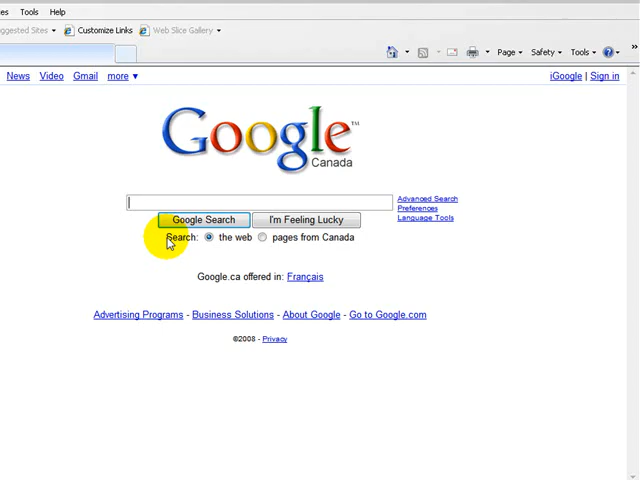 es Tools Help
ggested Sites Customize Links Web Slice Gallery
Page Safety Tools
News Video Gmail more ▼ iGoogle | Sign in
Google™
Canada
Advanced Search
Preferences
Language Tools
Google Search I'm Feeling Lucky
Search: the web pages from Canada
Google.ca offered in: Français
Advertising Programs - Business Solutions - About Google - Go to Google.com
©2008 - Privacy